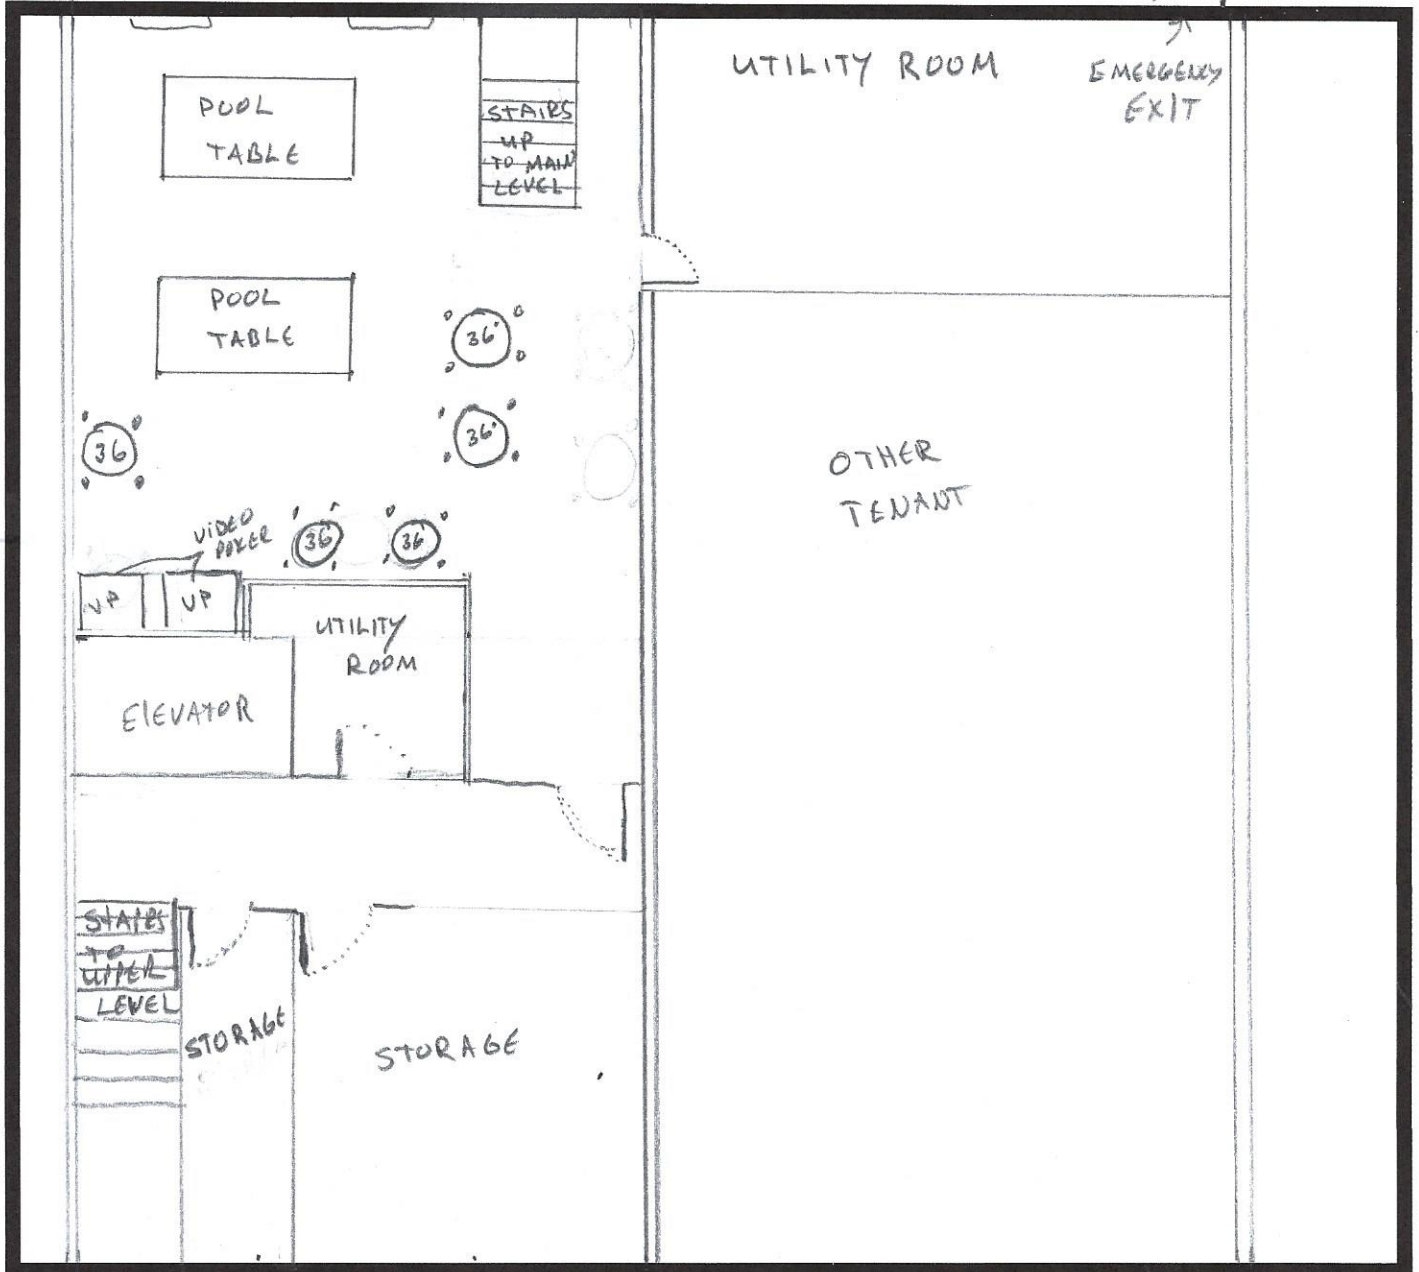 UTILITY ROOM
EMERGENCY
EXIT
POOL
TABLE
STAIRS
UP
TO MAIN
LEVEL
POOL
TABLE
36"
36"
36
OTHER
TENANT
VIDEO
POKER
36
36
VP
VP
UTILITY
ROOM
ELEVATOR
STAIRS
TO
UPPER
LEVEL
STORAGE
STORAGE